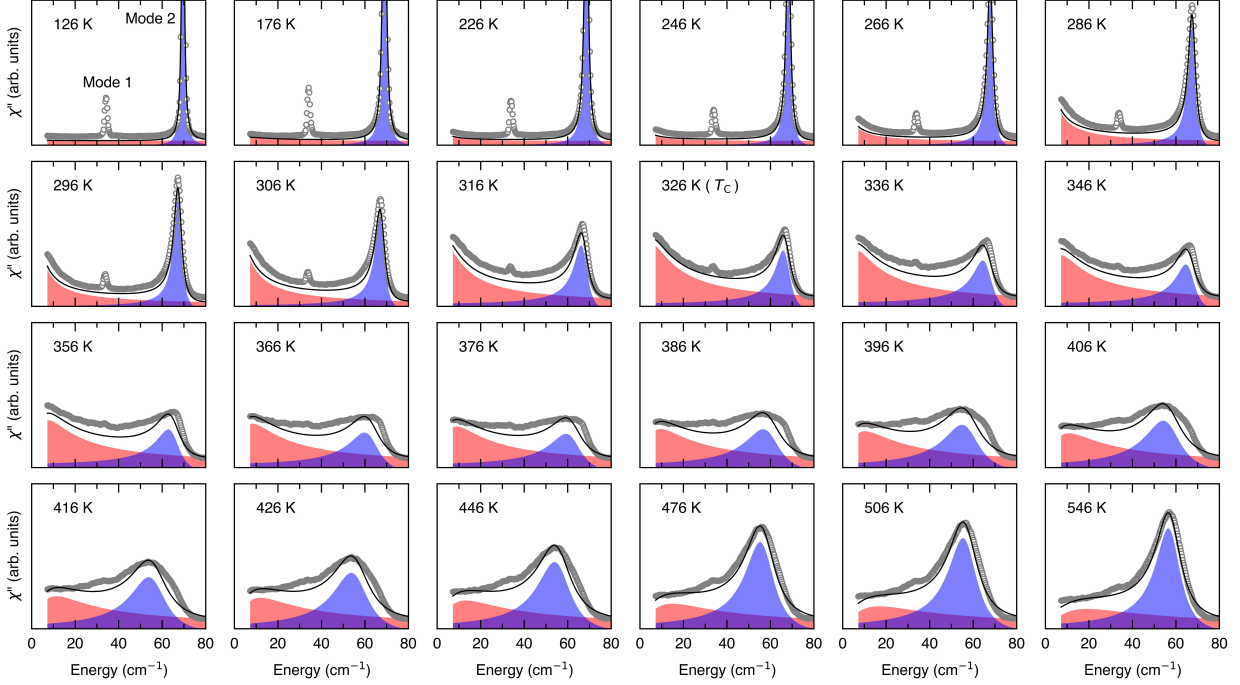 126 K
Mode 2
Mode 1
176 K
226 K
246 K
266 K
286 K
χ'' (arb. units)
296 K
306 K
316 K
326 K ( T_C )
336 K
346 K
χ'' (arb. units)
356 K
366 K
376 K
386 K
396 K
406 K
χ'' (arb. units)
416 K
426 K
446 K
476 K
506 K
546 K
χ'' (arb. units)
0 20 40 60 80
0 20 40 60 80
0 20 40 60 80
0 20 40 60 80
0 20 40 60 80
0 20 40 60 80
Energy (cm⁻¹)
Energy (cm⁻¹)
Energy (cm⁻¹)
Energy (cm⁻¹)
Energy (cm⁻¹)
Energy (cm⁻¹)